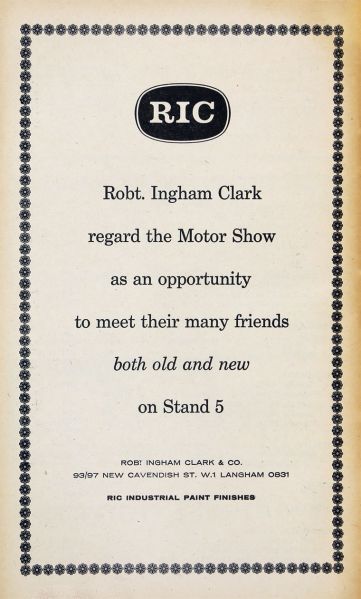 RIC
Robt. Ingham Clark
regard the Motor Show
as an opportunity
to meet their many friends
both old and new
on Stand 5
ROBT. INGHAM CLARK & CO.
93/97 NEW CAVENDISH ST. W.1 LANGHAM 0831
RIC INDUSTRIAL PAINT FINISHES